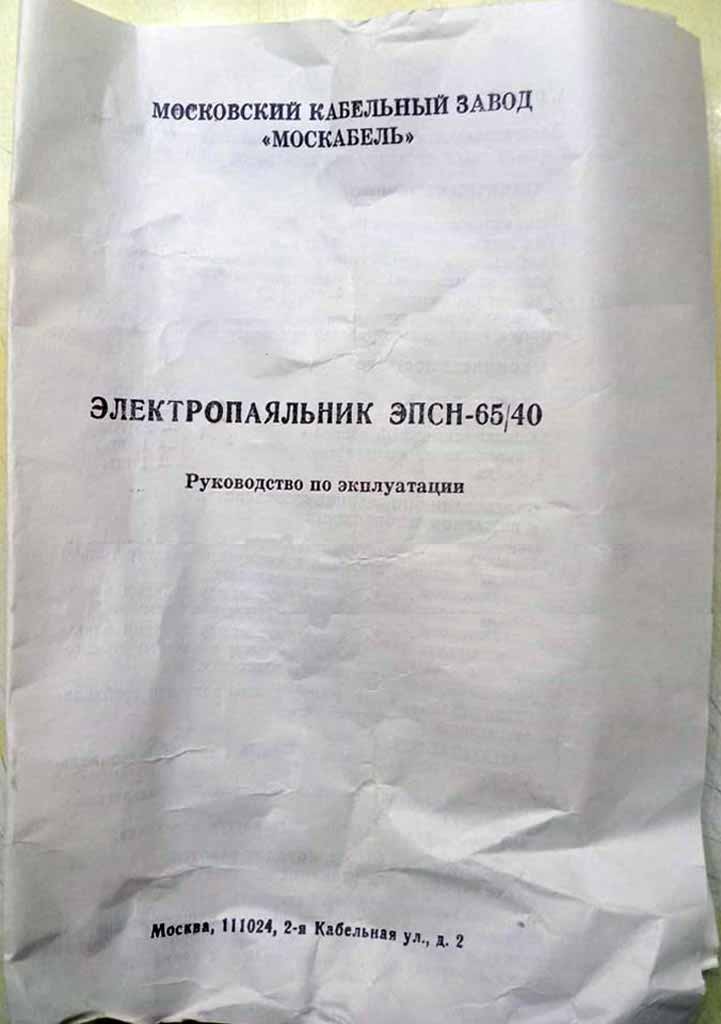 МОСКОВСКИЙ КАБЕЛЬНЫЙ ЗАВОД
«МОСКАБЕЛЬ»
ЭЛЕКТРОПАЯЛЬНИК ЭПСН-65/40
Руководство по экплуатации
Москва, 111024, 2-я Кабельная ул., д. 2